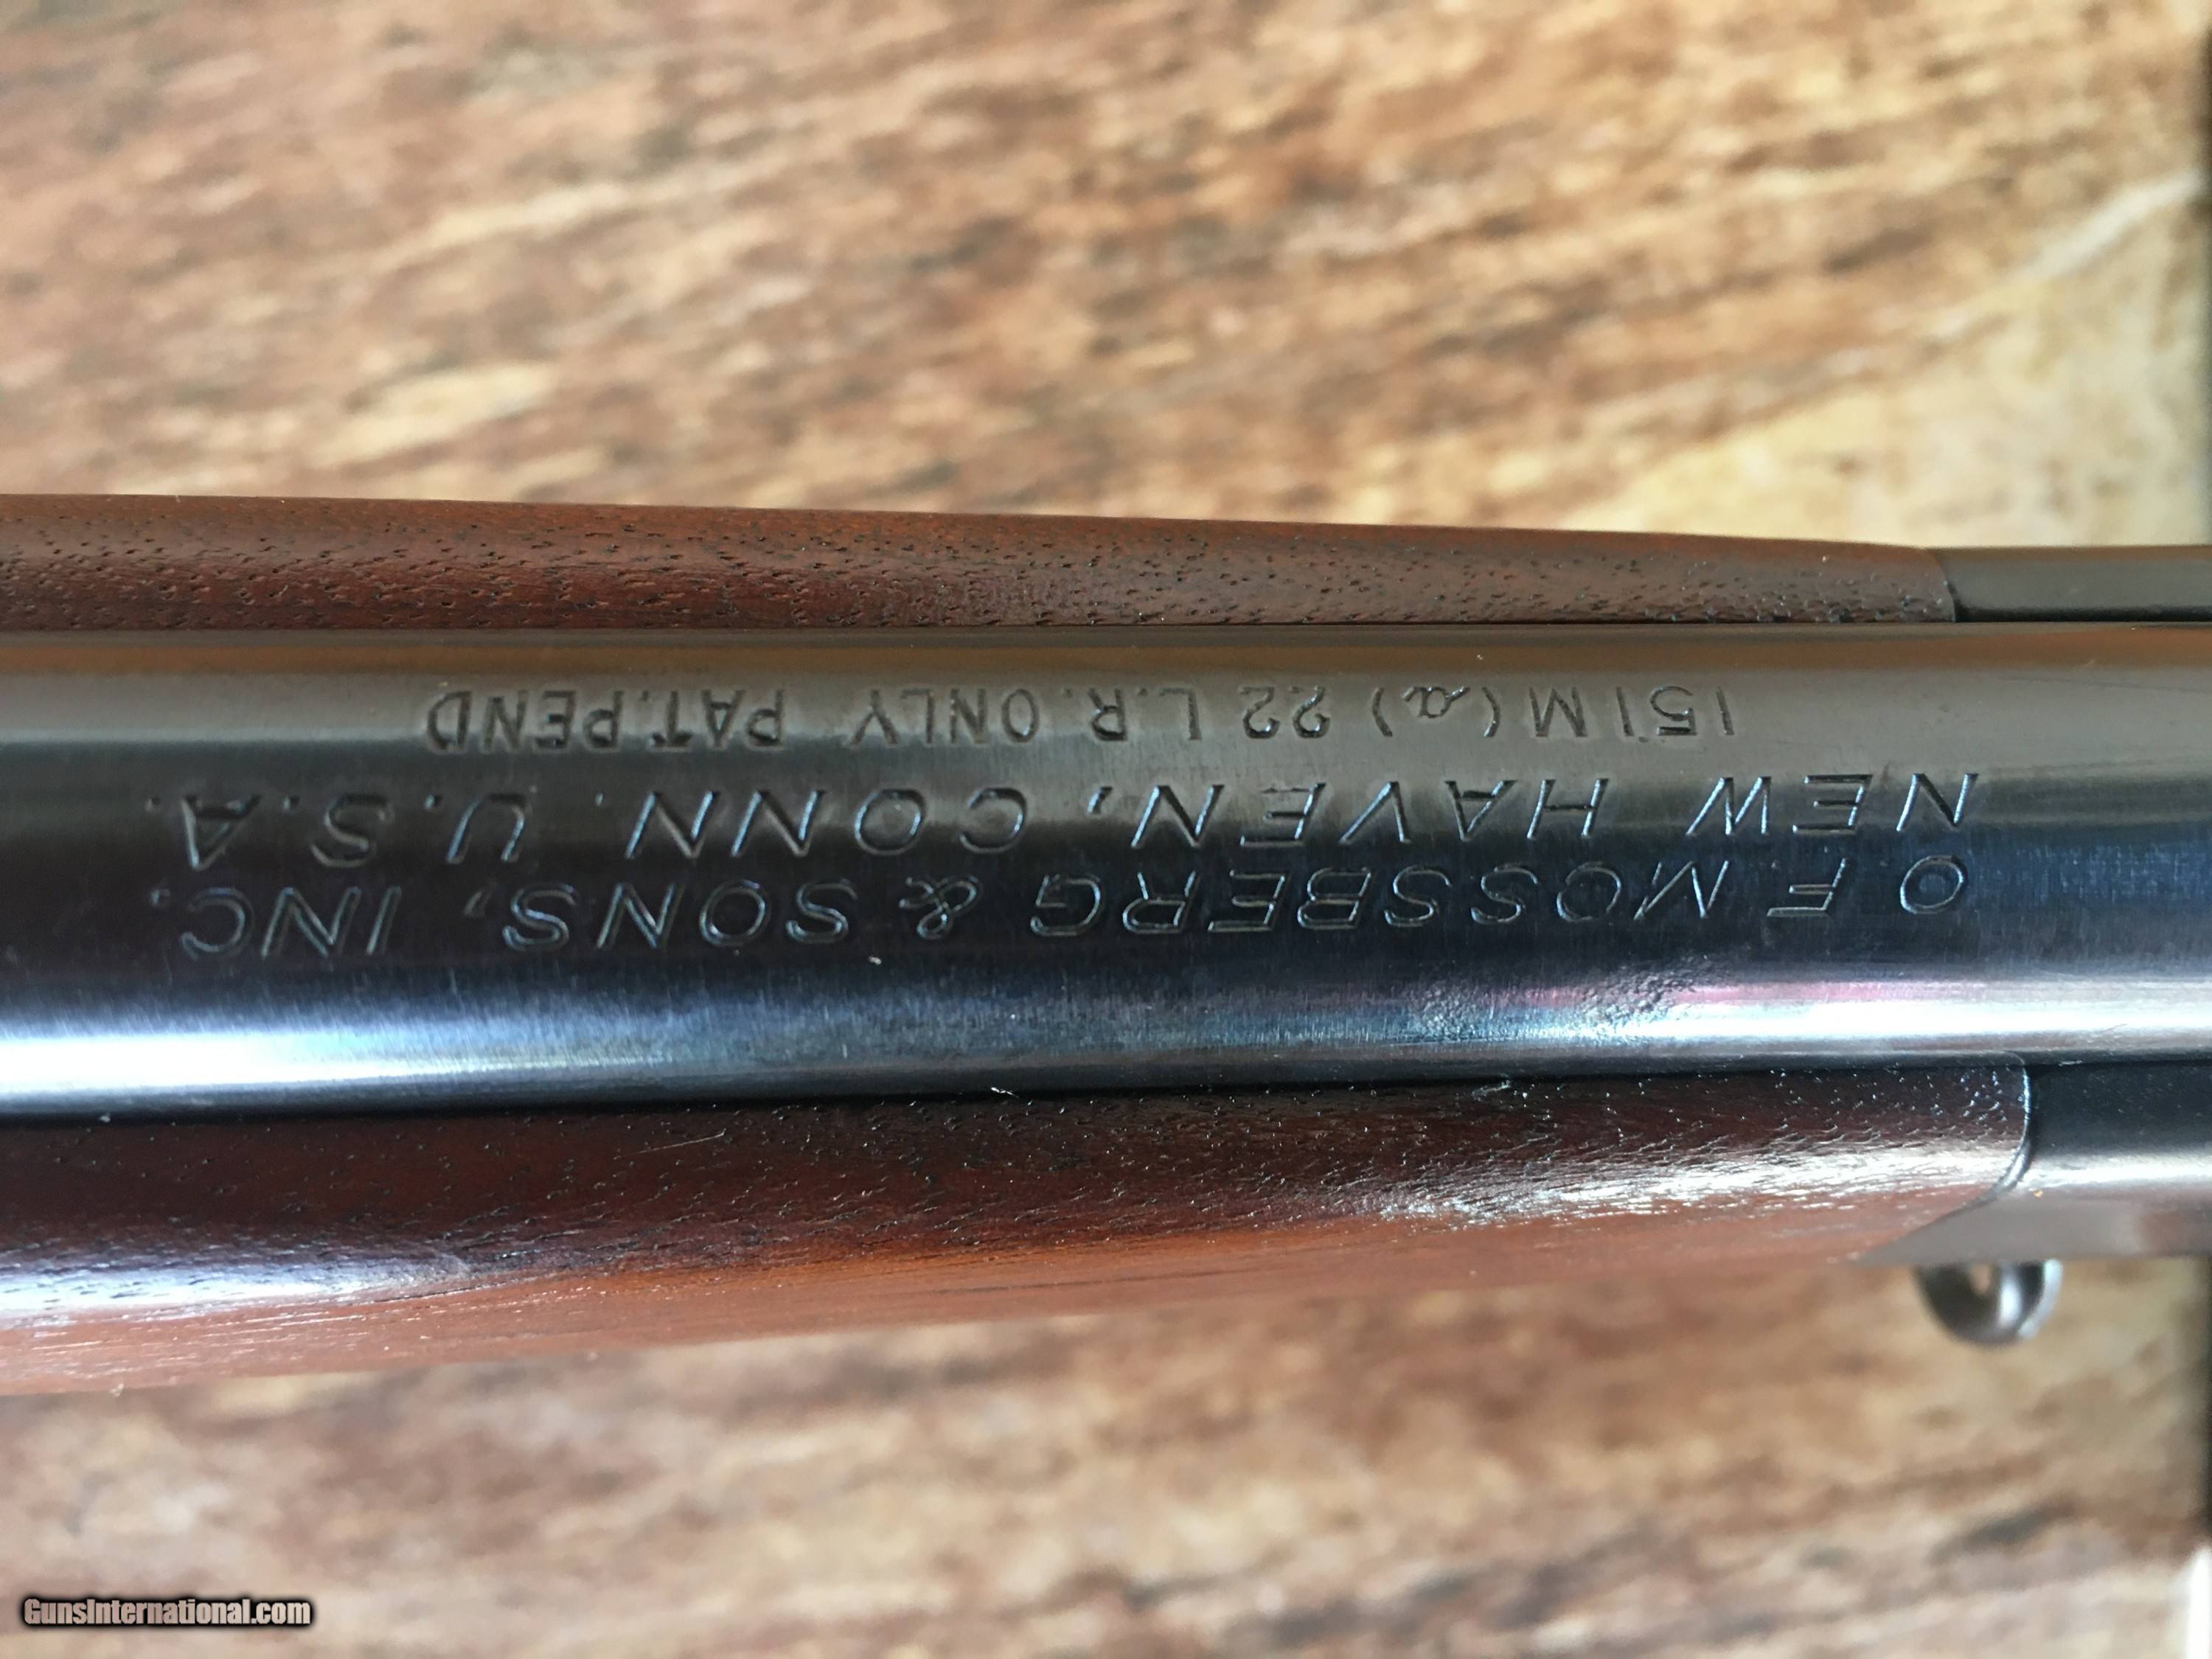 O.F. MOSSBERG & SONS, INC.
NEW HAVEN, CONN. U.S.A.
151M(a) 22 L.R. ONLY PAT. PEND
GunsInternational.com